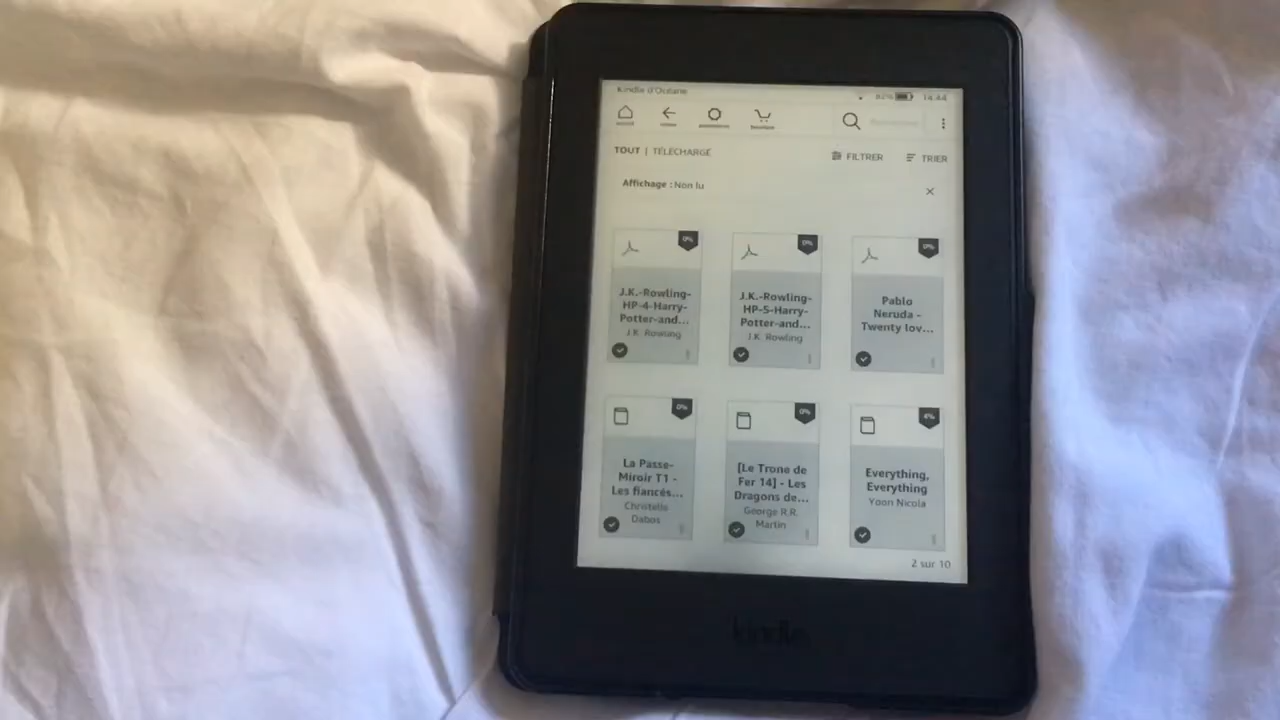 Kindle d'Océane
82% 14:44
TOUT | TÉLÉCHARGÉ
FILTRER TRIER
Affichage : Non lu
0%
J.K.-Rowling-
HP-4-Harry-
Potter-and...
J.K. Rowling
0%
J.K.-Rowling-
HP-5-Harry-
Potter-and...
J.K. Rowling
0%
Pablo
Neruda -
Twenty lov...
0%
La Passe-
Miroir T1 -
Les fiancés...
Christelle
Dabos
0%
[Le Trone de
Fer 14] - Les
Dragons de...
George R.R.
Martin
4%
Everything,
Everything
Yoon Nicola
2 sur 10
kindle